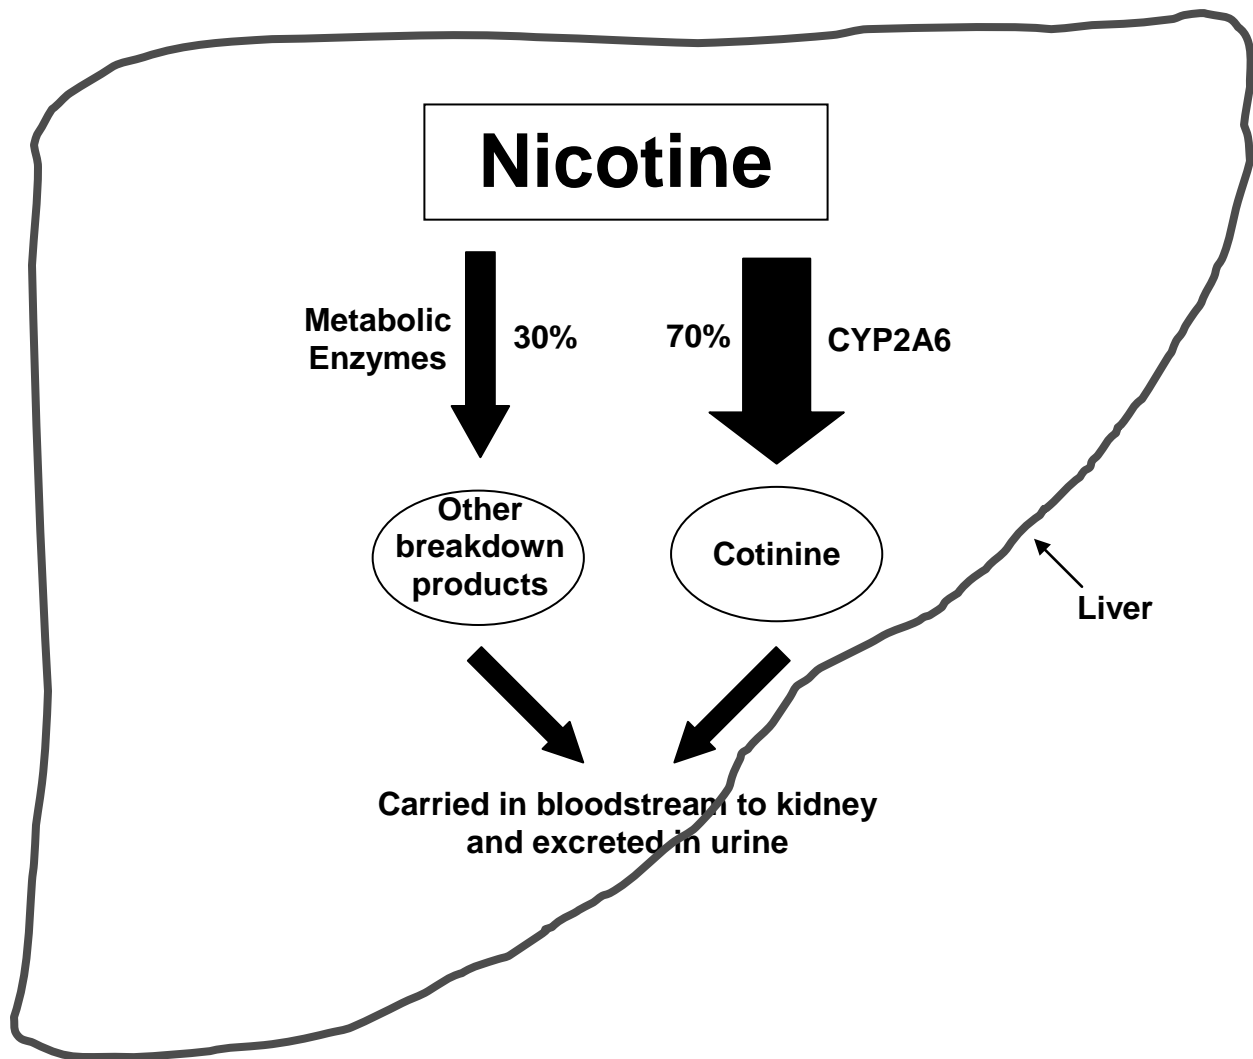 Nicotine
Metabolic
Enzymes
30%
70%
CYP2A6
Other
breakdown
products
Cotinine
Liver
Carried in bloodstream to kidney
and excreted in urine